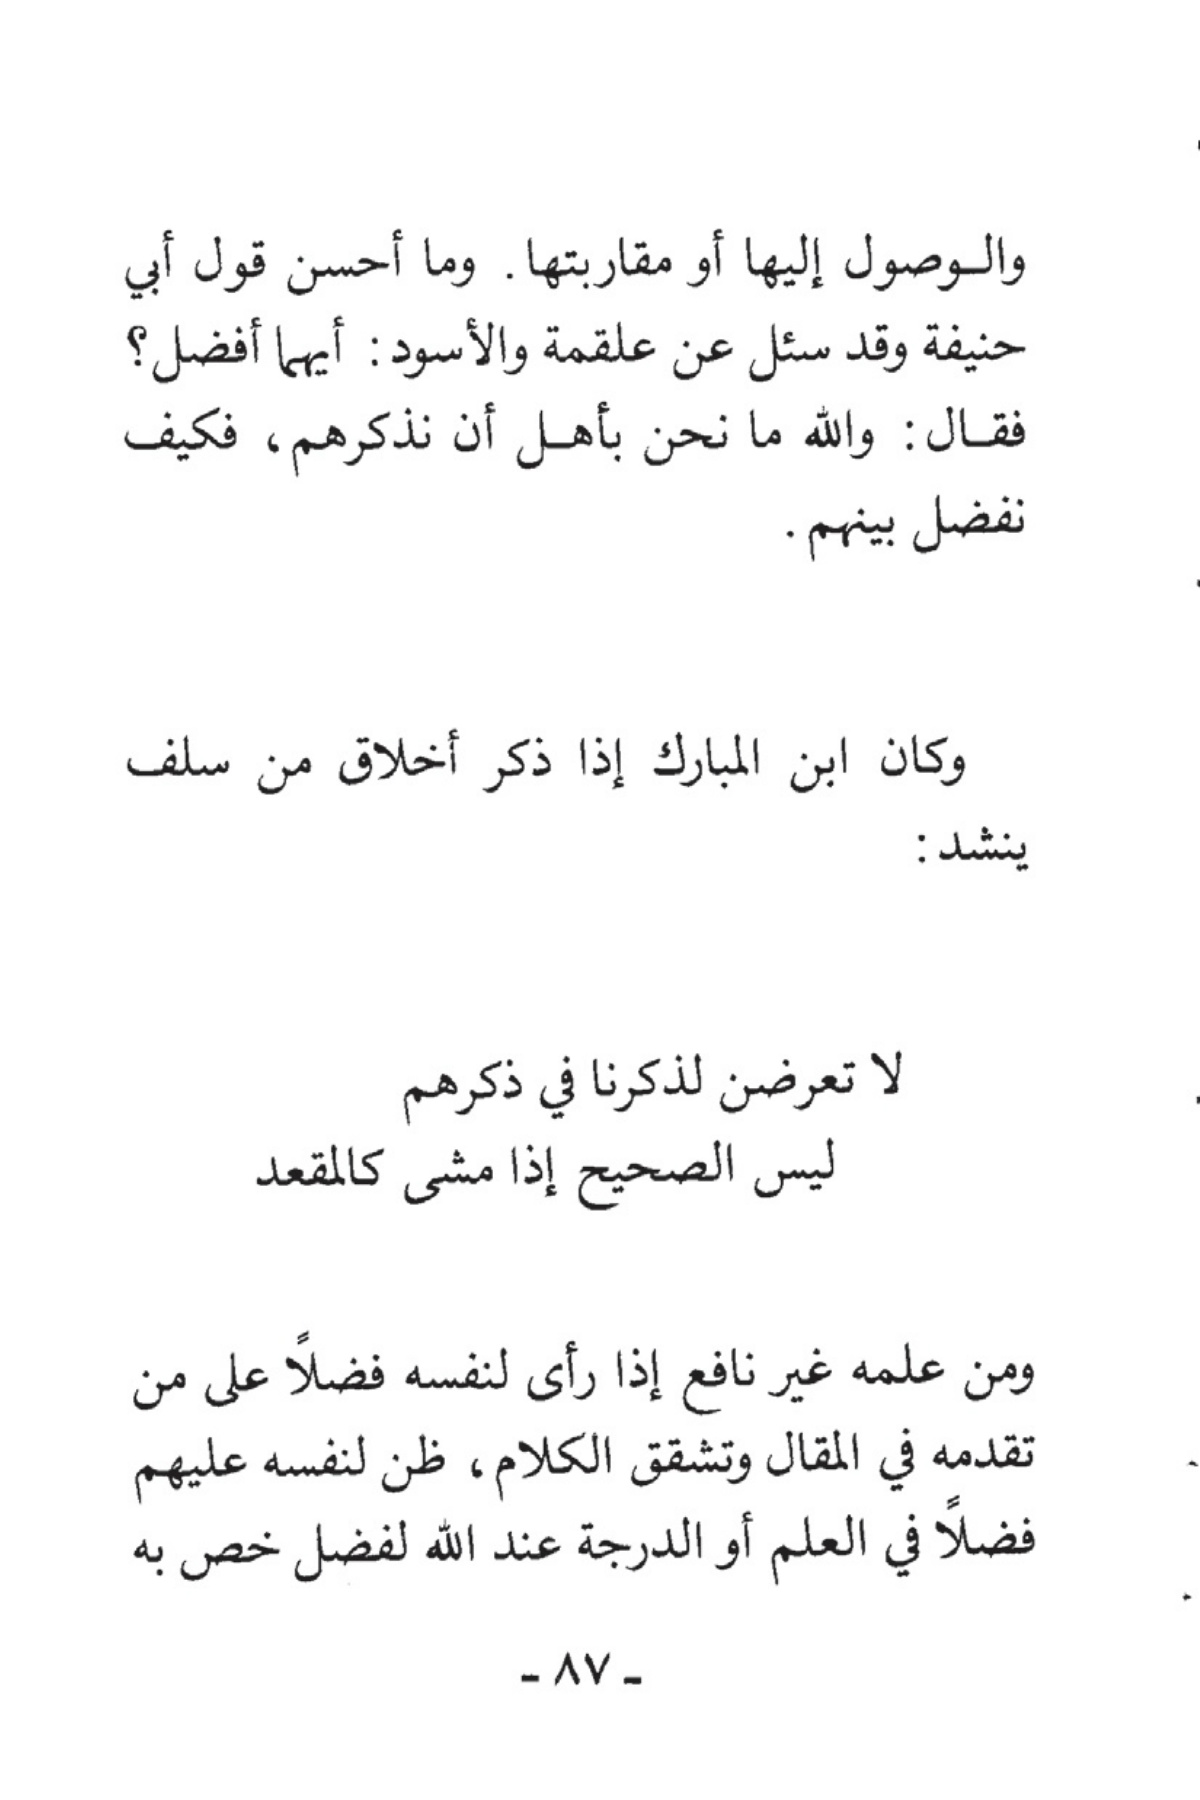 والـوصول إليها أو مقاربتها. وما أحسن قول أبي
حنيفة وقد سئل عن علقمة والأسود: أيهما أفضل؟
فقـال: والله ما نحن بأهـل أن نذكرهم، فكيف
نفضل بينهم.
وكان ابن المبارك إذا ذكر أخلاق من سلف
ينشد:
لا تعرضن لذكرنا في ذكرهم
ليس الصحيح إذا مشى كالمقعد
ومن علمه غير نافع إذا رأى لنفسه فضلاً على من
تقدمه في المقال وتشقق الكلام، ظن لنفسه عليهم
فضلاً في العلم أو الدرجة عند الله لفضل خص به
- ٨٧ -